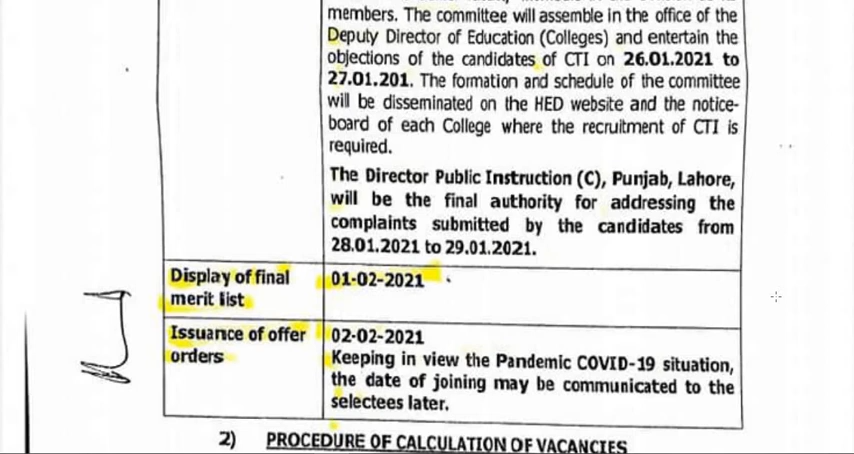 members. The committee will assemble in the office of the
Deputy Director of Education (Colleges) and entertain the
objections of the candidates of CTI on 26.01.2021 to
27.01.201. The formation and schedule of the committee
will be disseminated on the HED website and the notice-
board of each College where the recruitment of CTI is
required.
The Director Public Instruction (C), Punjab, Lahore,
will be the final authority for addressing the
complaints submitted by the candidates from
28.01.2021 to 29.01.2021.
Display of final
merit list
01-02-2021
Issuance of offer
orders
02-02-2021
Keeping in view the Pandemic COVID-19 situation,
the date of joining may be communicated to the
selectees later.
2) PROCEDURE OF CALCULATION OF VACANCIES